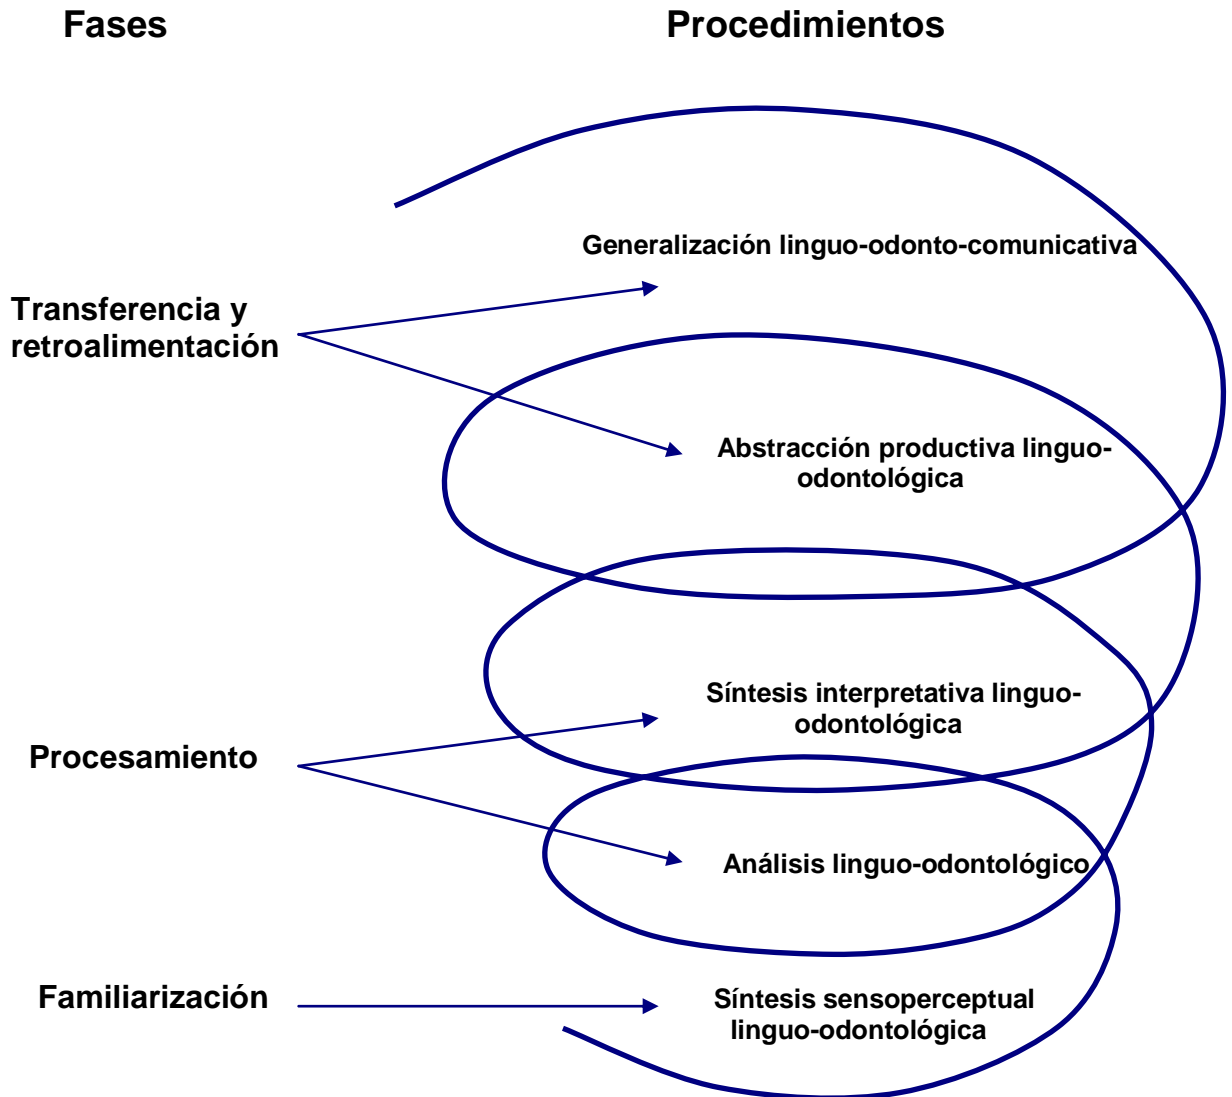 Fases
Procedimientos
Generalización linguo-odonto-comunicativa
Transferencia y
retroalimentación
Abstracción productiva linguo-
odontológica
Síntesis interpretativa linguo-
odontológica
Procesamiento
Análisis linguo-odontológico
Familiarización
Síntesis sensoperceptual
linguo-odontológica